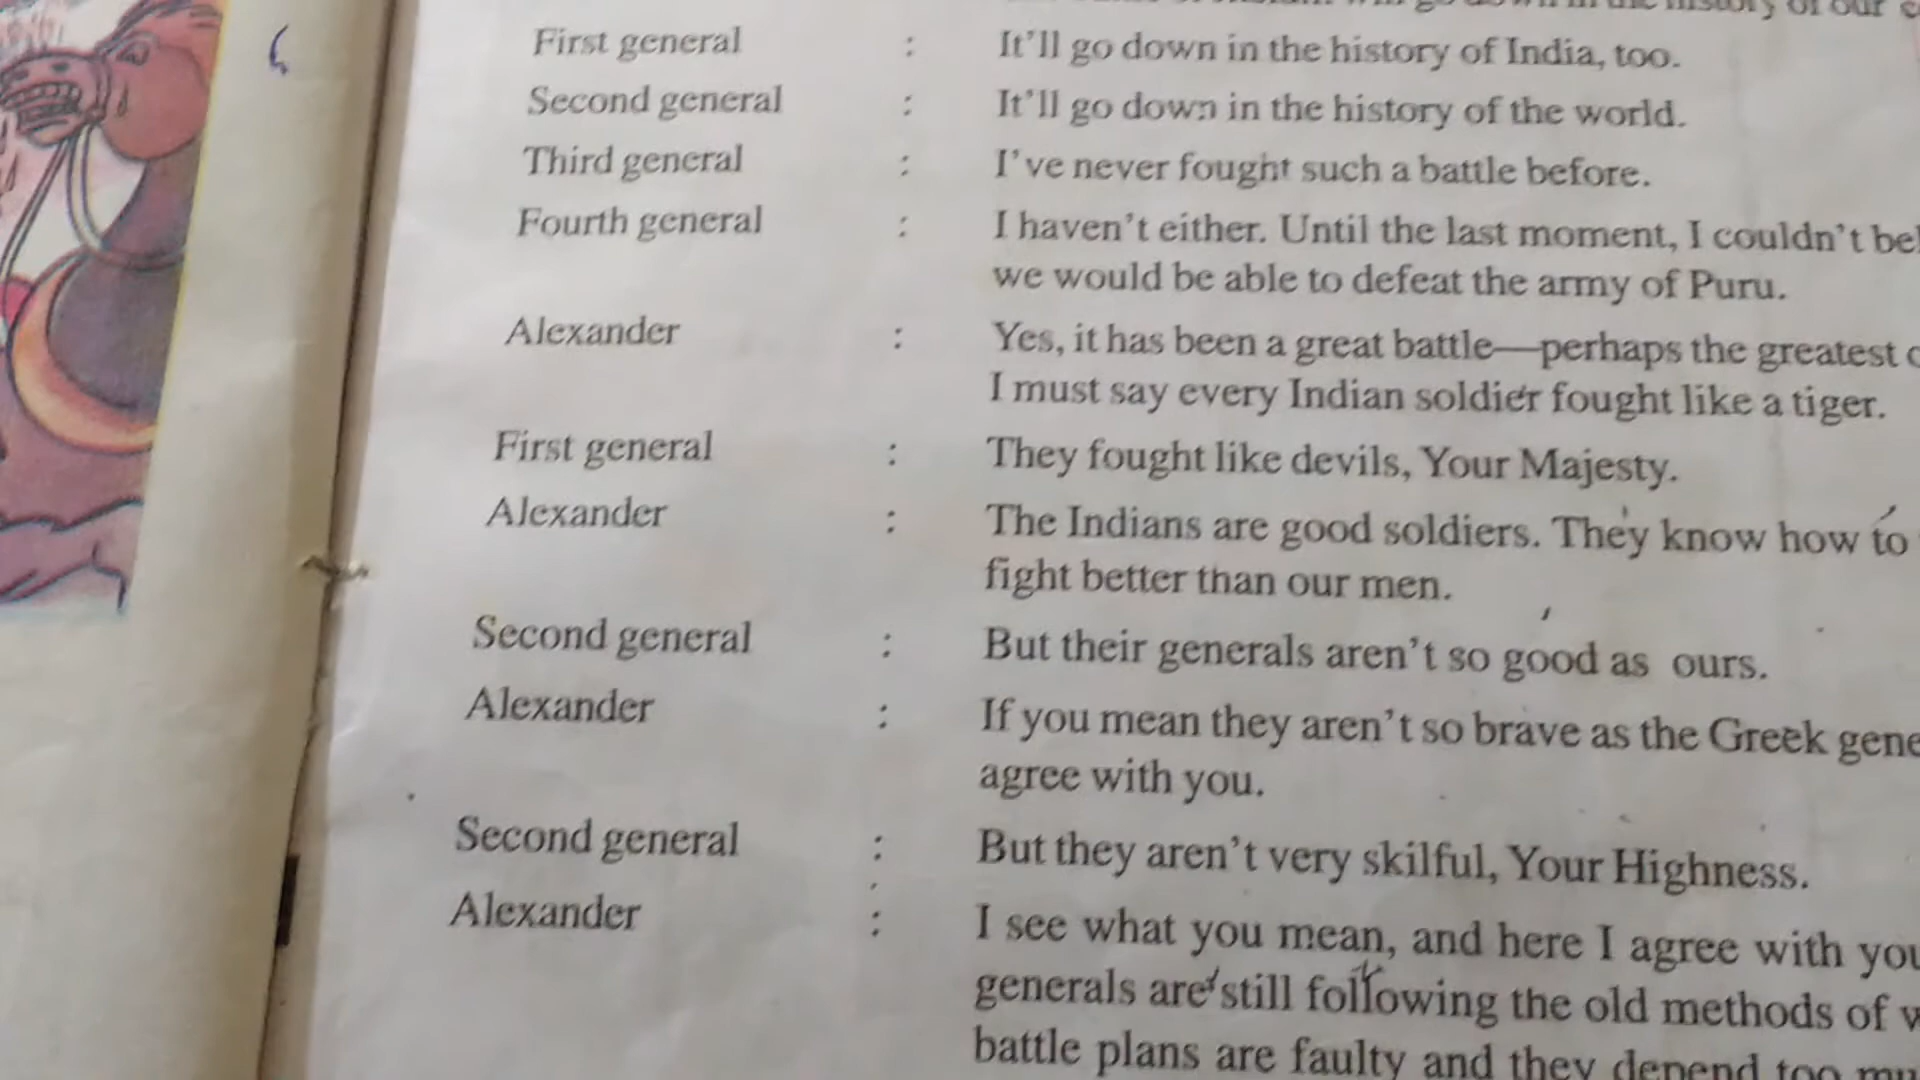 history of our
First general : It'll go down in the history of India, too.
Second general : It'll go down in the history of the world.
Third general : I've never fought such a battle before.
Fourth general : I haven't either. Until the last moment, I couldn't
we would be able to defeat the army of Puru.
Alexander : Yes, it has been a great battle—perhaps the greatest
I must say every Indian soldier fought like a tiger.
First general : They fought like devils, Your Majesty.
Alexander : The Indians are good soldiers. They know how to
fight better than our men.
Second general : But their generals aren't so good as ours.
Alexander : If you mean they aren't so brave as the Greek
agree with you.
Second general : But they aren't very skilful, Your Highness.
Alexander : I see what you mean, and here I agree with
generals are still following the old methods of
battle plans are faulty and they depend too